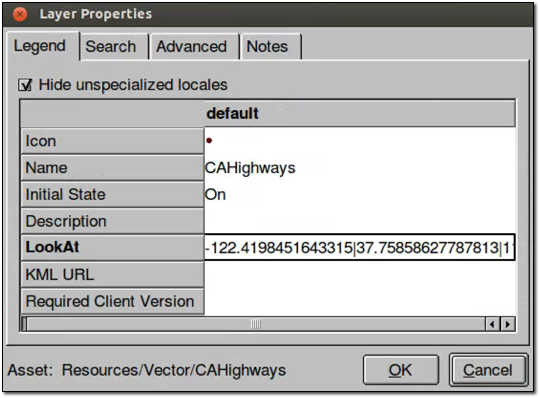 Layer Properties
Legend Search Advanced Notes
Hide unspecialized locales
default
Icon
Name CAHighways
Initial State On
Description
LookAt -122.4198451643315|37.75858627787813|11
KML URL
Required Client Version
Asset: Resources/Vector/CAHighways OK Cancel